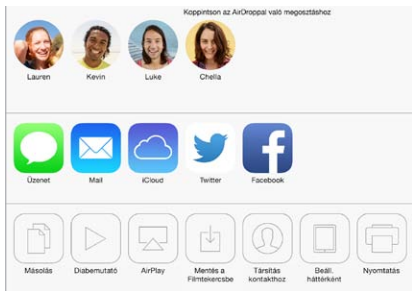 Koppintson az AirDroppal való megosztáshoz
Lauren Kevin Luke Chella
Üzenet Mail iCloud Twitter Facebook
Másolás Diabemutató AirPlay Mentés a Társítás Beáll. Nyomtatás
Filmtekercsbe kontakthoz háttérként